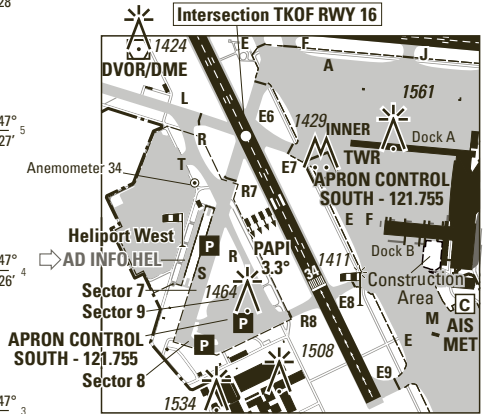 28
Intersection TKOF RWY 16
1424
E
F
J
DVOR/DME
A
1561
L
E6
1429
INNER
47°
27'
5
R
Dock A
TWR
Anemometer 34
T
E7
APRON CONTROL
SOUTH - 121.755
R7
E
F
Heliport West
P
R
PAPI
3.3°
Dock B
47°
26'
4
AD INFO HEL
1411
34
S
Construction
Area
Sector 7
1464
E8
Sector 9
P
C
APRON CONTROL
SOUTH - 121.755
R8
M
AIS
MET
P
1508
E
Sector 8
E9
47°
3
1534